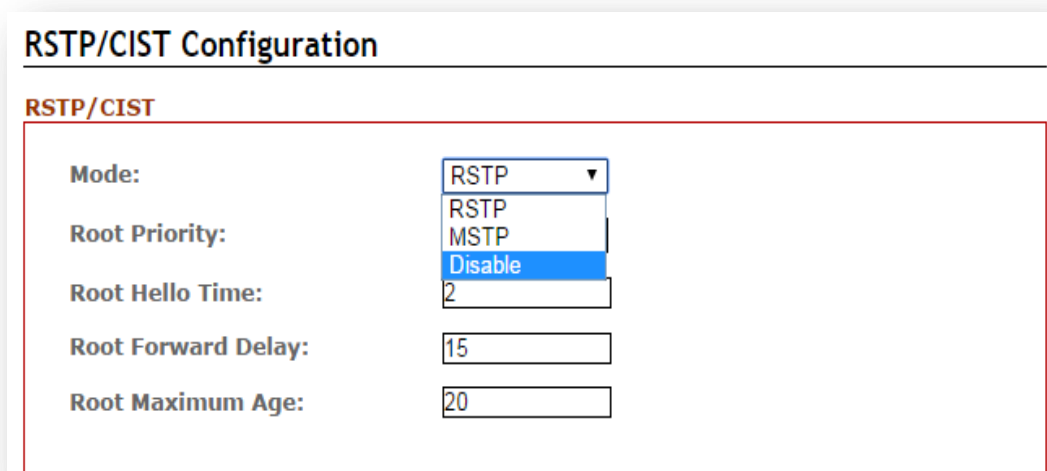 RSTP/CIST Configuration
RSTP/CIST
Mode: RSTP
RSTP
Root Priority: MSTP
Disable
Root Hello Time: 2
Root Forward Delay: 15
Root Maximum Age: 20